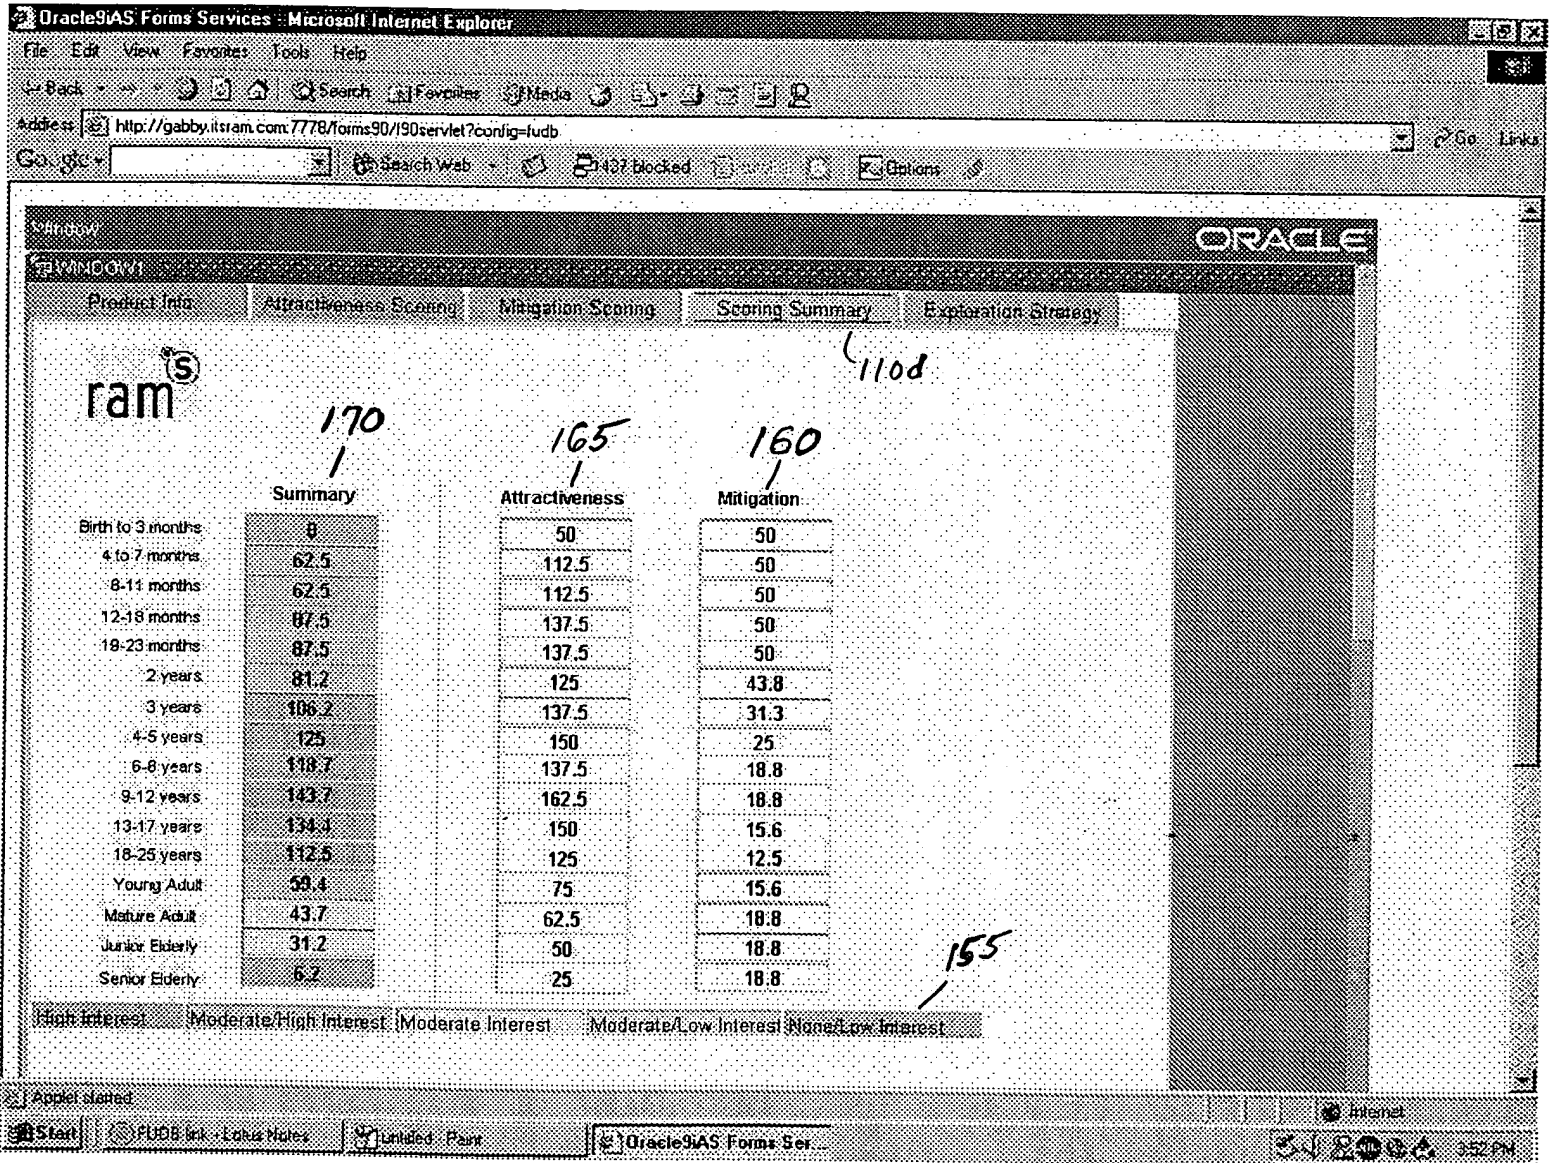 Oracle9iAS Forms Services - Microsoft Internet Explorer
File Edit View Favorites Tools Help
Back Search Favorites Media
Address http://gabby.itsram.com:7778/forms90/f90servlet?config=fudb Go Links
Google Search Web 437 blocked Options
Window ORACLE
WINDOW1
Product Info Attractiveness Scoring Mitigation Scoring Scoring Summary Exploration Strategy
110d
ram s
170 165 160
Summary Attractiveness Mitigation
Birth to 3 months 0 50 50
4 to 7 months 62.5 112.5 50
8-11 months 62.5 112.5 50
12-18 months 87.5 137.5 50
19-23 months 87.5 137.5 50
2 years 81.2 125 43.8
3 years 106.2 137.5 31.3
4-5 years 125 150 25
6-8 years 118.7 137.5 18.8
9-12 years 143.7 162.5 18.8
13-17 years 134.4 150 15.6
18-25 years 112.5 125 12.5
Young Adult 59.4 75 15.6
Mature Adult 43.7 62.5 18.8
Junior Elderly 31.2 50 18.8
Senior Elderly 6.2 25 18.8
155
High Interest Moderate/High Interest Moderate Interest Moderate/Low Interest None/Low Interest
Applet started Internet
Start FUDB link - Lotus Notes untitled - Paint Oracle9iAS Forms Ser... 3:52 PM